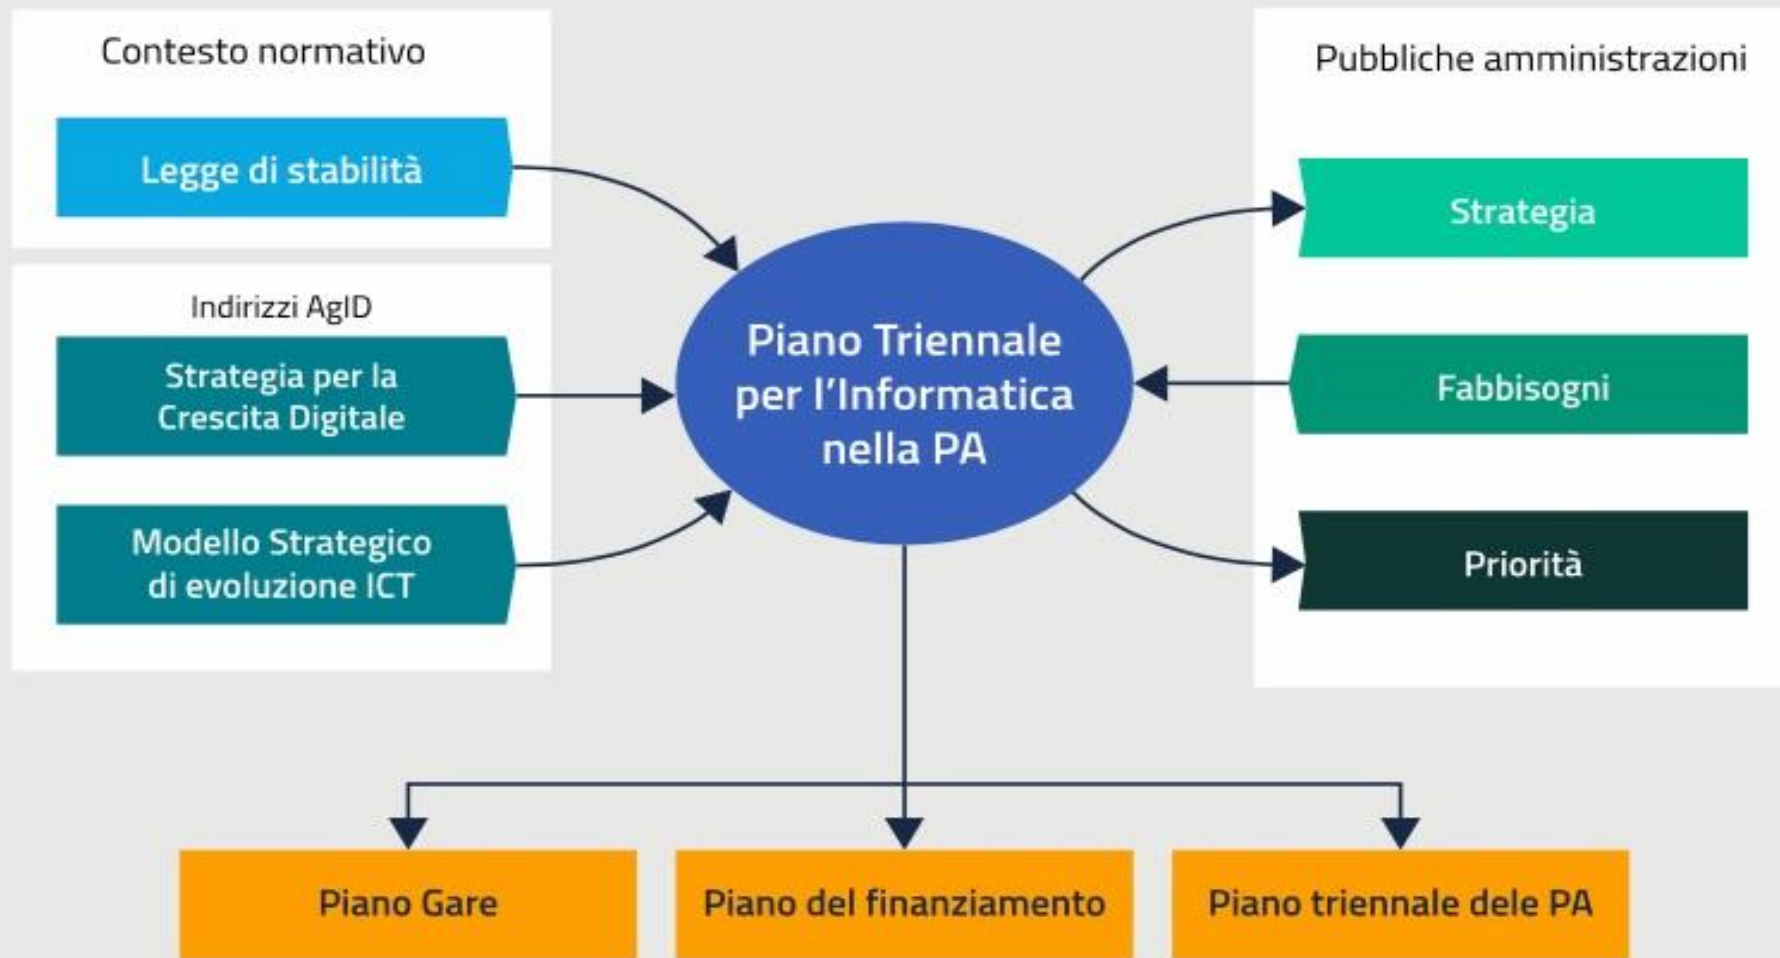 Contesto normativo
Legge di stabilità
Indirizzi AgID
Strategia per la
Crescita Digitale
Modello Strategico
di evoluzione ICT
Piano Triennale
per l’Informatica
nella PA
Pubbliche amministrazioni
Strategia
Fabbisogni
Priorità
Piano Gare
Piano del finanziamento
Piano triennale dele PA